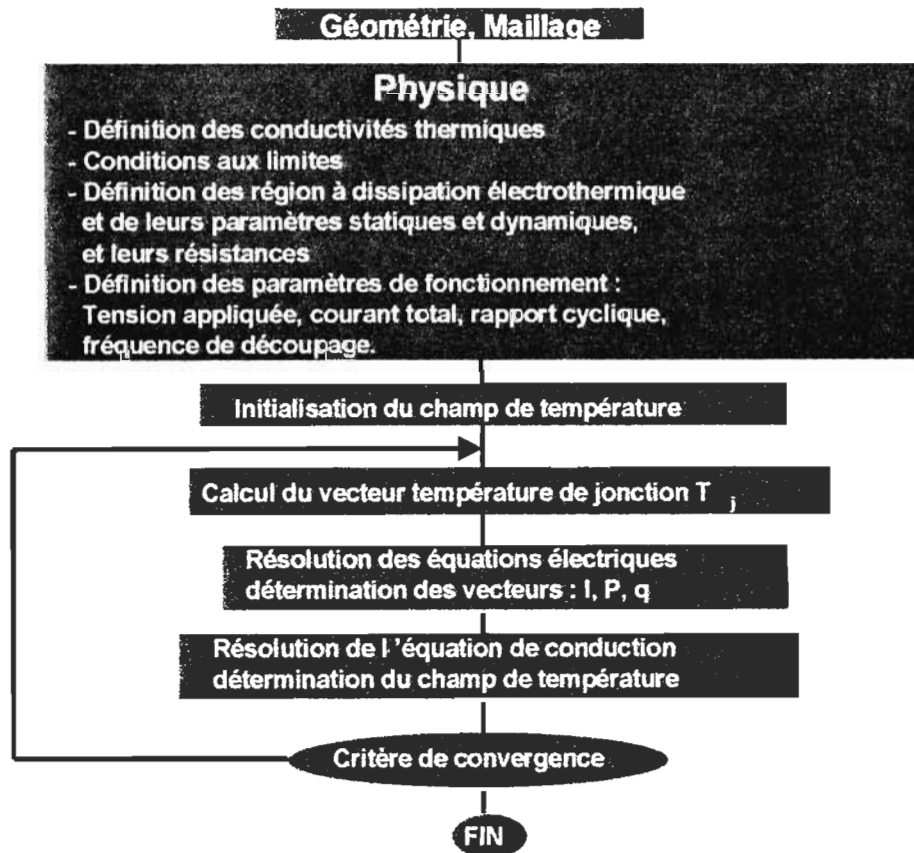 Géométrie, Maillage
Physique
- Définition des conductivités thermiques
- Conditions aux limites
- Définition des région à dissipation électrothermique
et de leurs paramètres statiques et dynamiques,
et leurs résistances
- Définition des paramètres de fonctionnement :
Tension appliquée, courant total, rapport cyclique,
fréquence de découpage.
Initialisation du champ de température
Calcul du vecteur température de jonction T j
Résolution des équations électriques
détermination des vecteurs : I, P, q
Résolution de l 'équation de conduction
détermination du champ de température
Critère de convergence
FIN